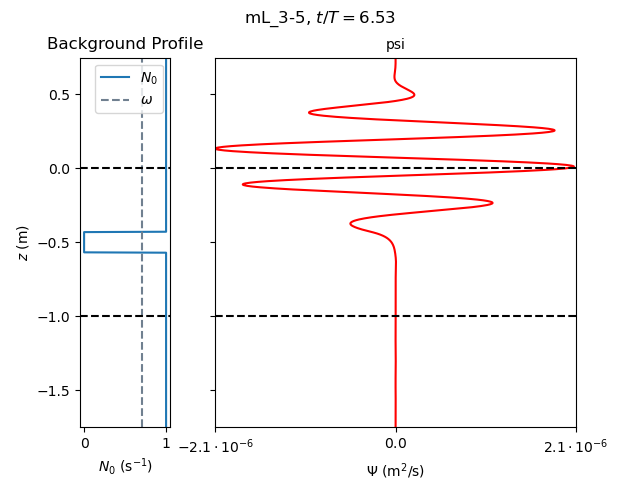 mL_3-5, t/T = 6.53
Background Profile
psi
N₀
ω
0.5
0.0
−0.5
−1.0
−1.5
z (m)
0 1
−2.1 · 10⁻⁶ 0.0 2.1 · 10⁻⁶
N₀ (s⁻¹)
Ψ (m²/s)